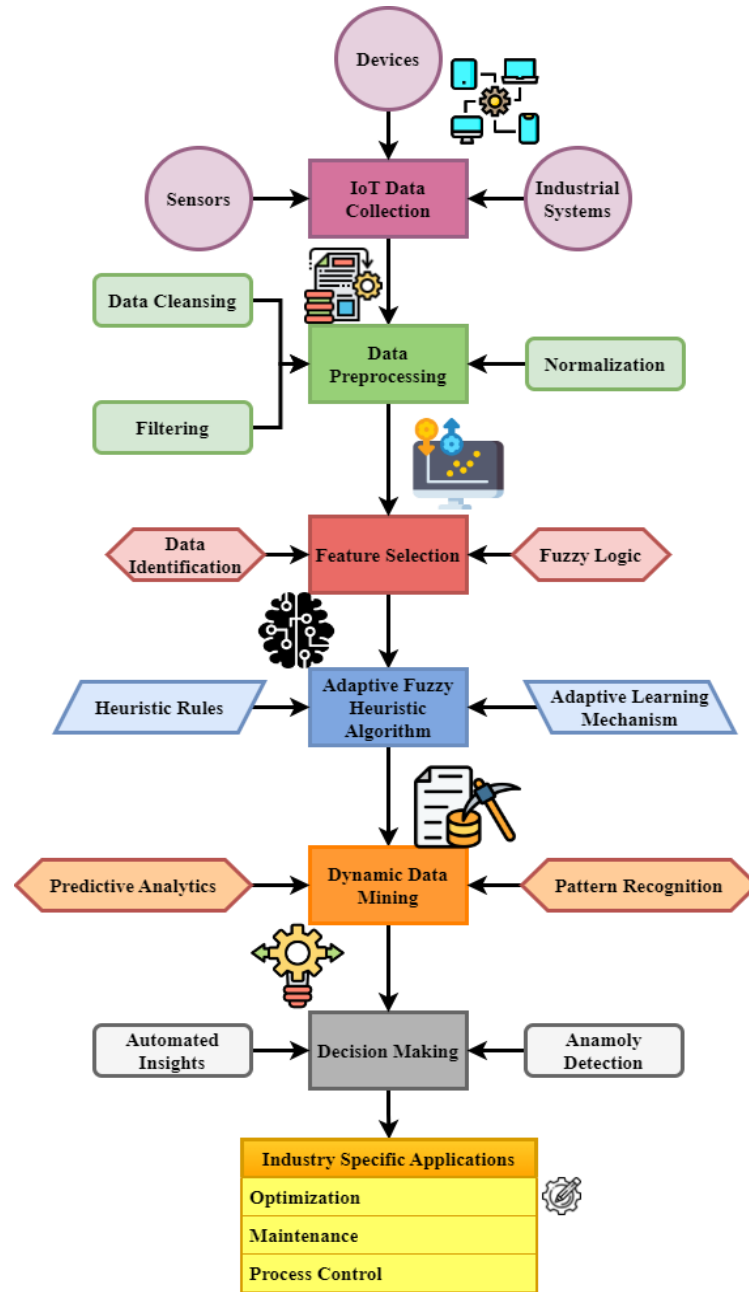 Devices
Sensors
IoT Data
Collection
Industrial
Systems
Data Cleansing
Data
Preprocessing
Normalization
Filtering
Data
Identification
Feature Selection
Fuzzy Logic
Heuristic Rules
Adaptive Fuzzy
Heuristic
Algorithm
Adaptive Learning
Mechanism
Predictive Analytics
Dynamic Data
Mining
Pattern Recognition
Automated
Insights
Decision Making
Anamoly
Detection
Industry Specific Applications
Optimization
Maintenance
Process Control